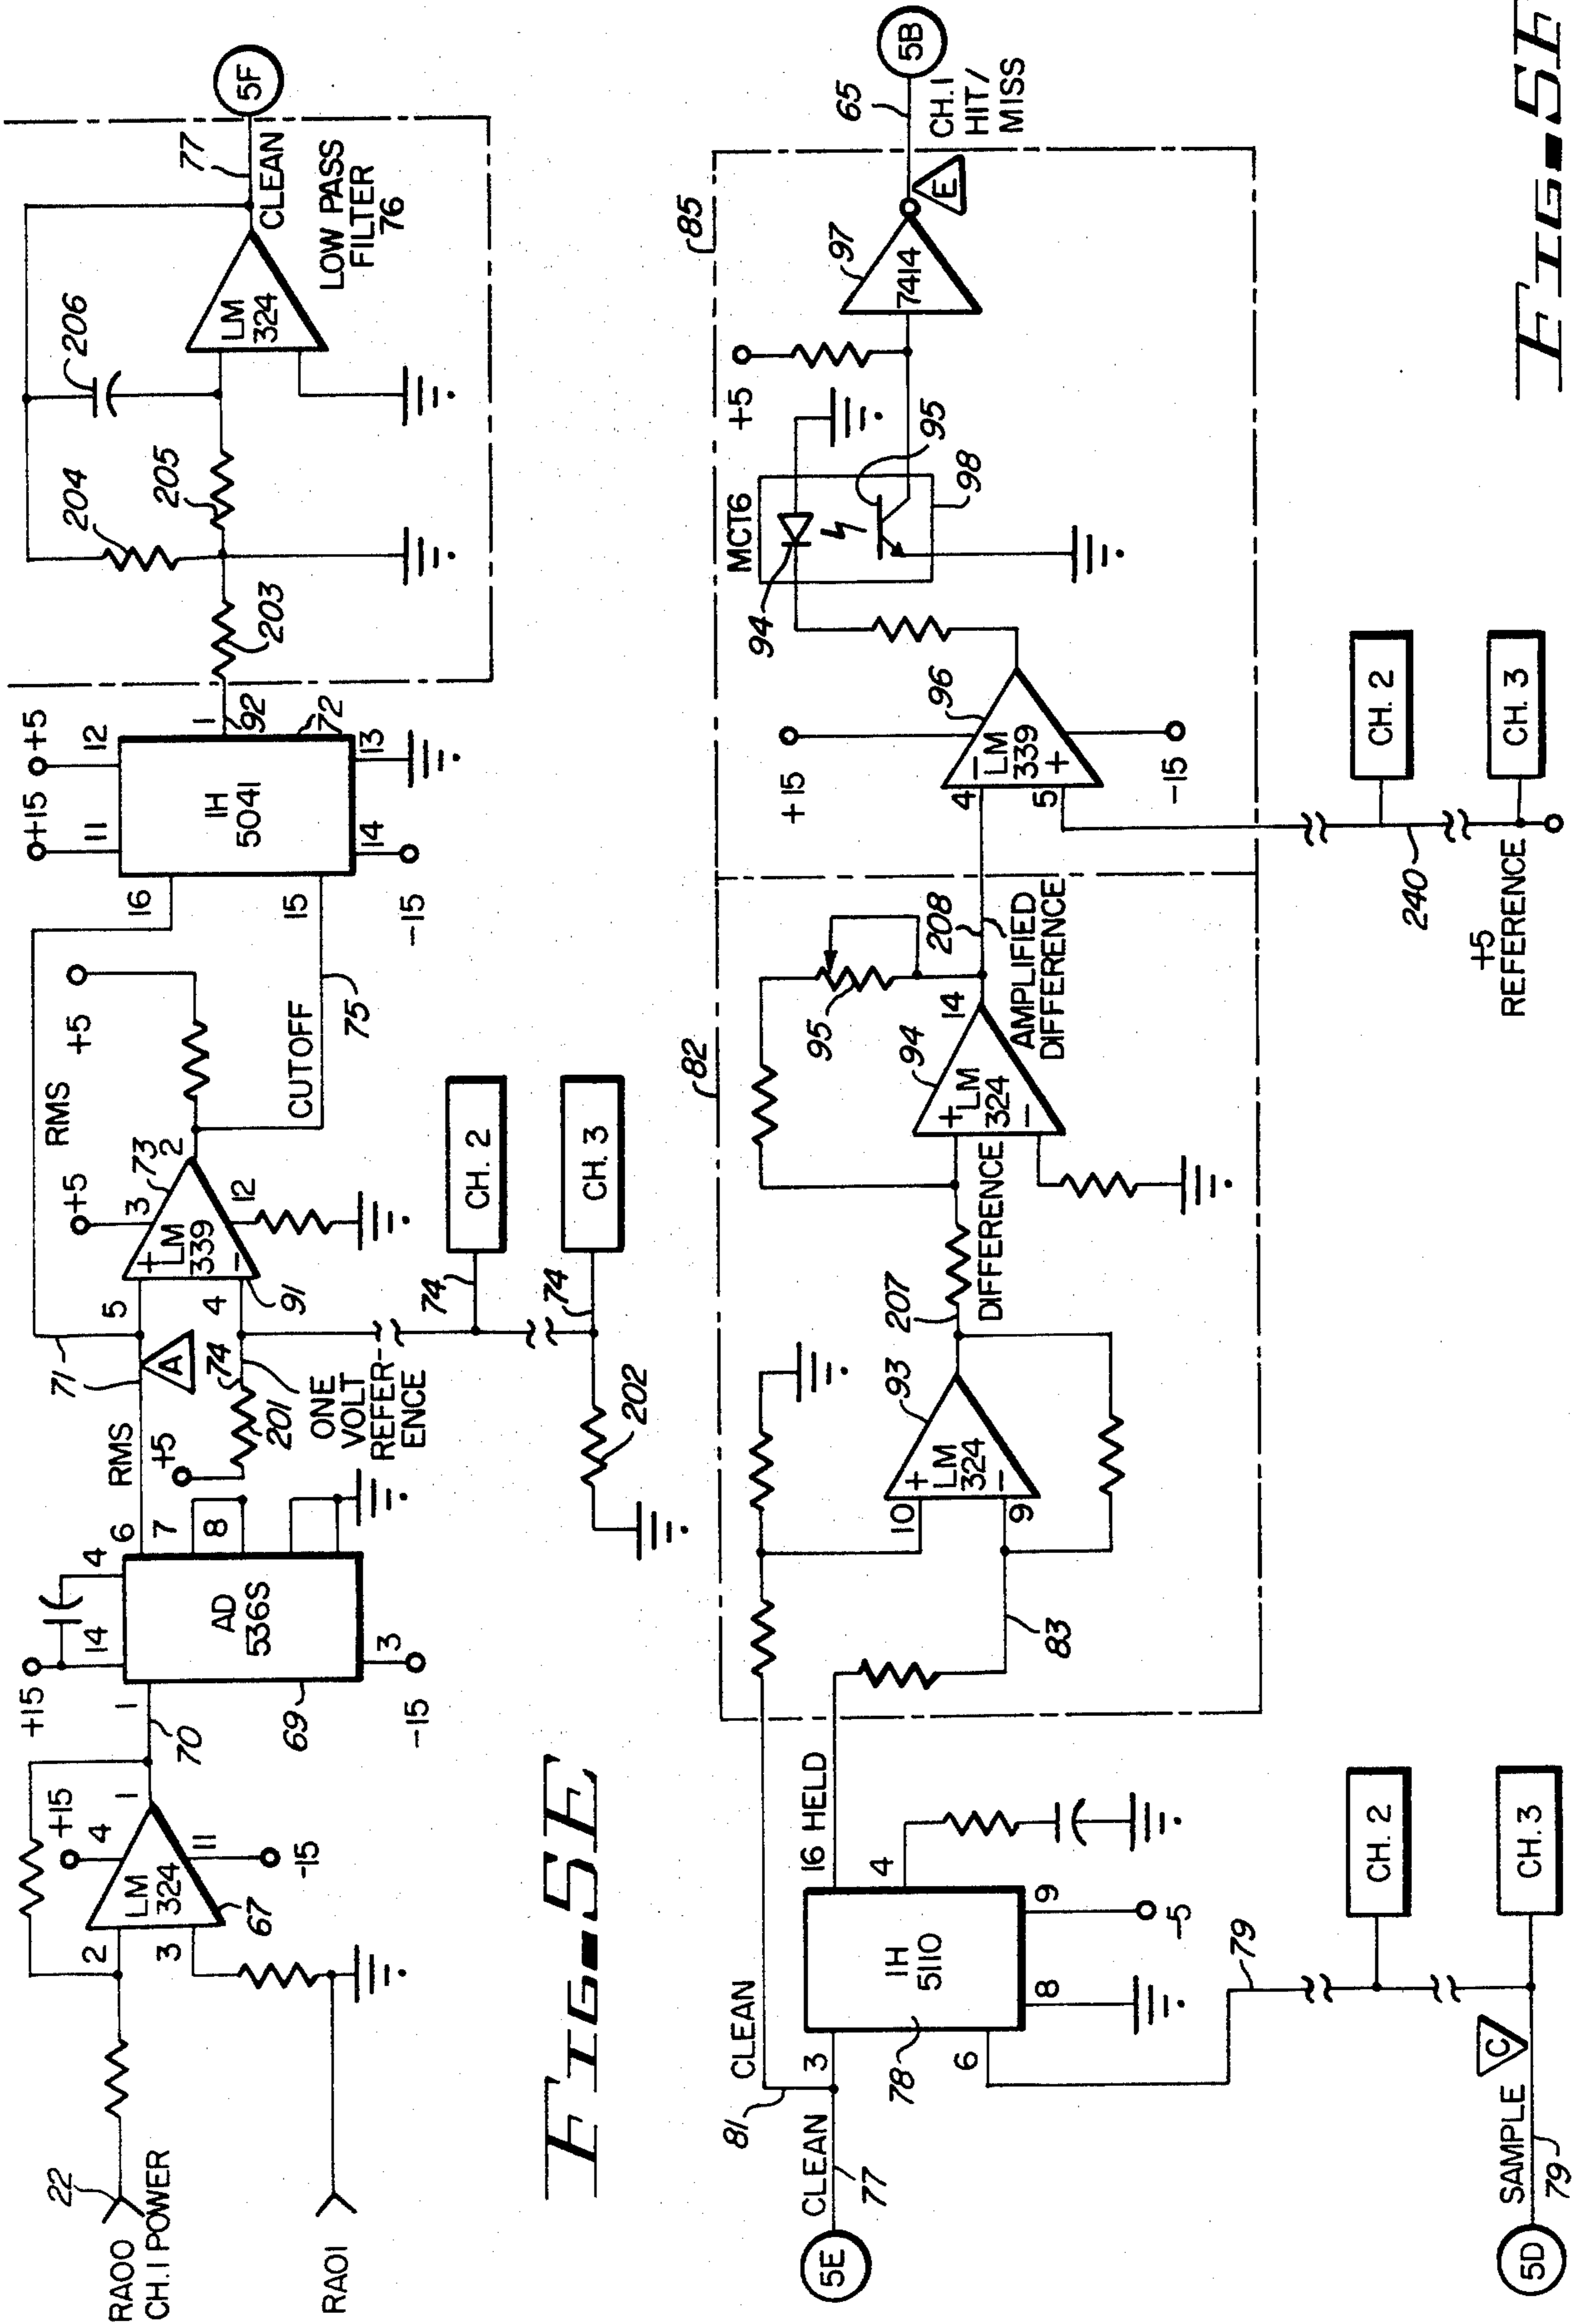 RA00
CH. 1 POWER
22
RA01
2
3
LM
324
67
+15
4
11
-15
1
70
+15
1
14
4
AD
536S
69
3
-15
6
7
8
RMS
71
A
+5
74
201
ONE
VOLT
REFER-
ENCE
5
4
+
LM
339
-
91
+5
3
73
2
12
RMS
+5
CUTOFF
75
74
CH. 2
74
CH. 3
202
16
15
+15
11
+5
12
IH
5041
14
13
-15
1
92
72
203
204
205
206
LM
324
LOW PASS
FILTER
76
77
CLEAN
5F
FIG-5E
5E
CLEAN
77
81
CLEAN
3
6
78
IH
5110
8
9
-5
16 HELD
4
79
CH. 2
CH. 3
5D
SAMPLE
79
C
82
83
10
9
+
LM
324
-
93
207
DIFFERENCE
+
LM
324
-
94
14
95
208
AMPLIFIED
DIFFERENCE
85
4
5
-
LM
339
+
96
+15
-15
240
CH. 2
CH. 3
+5
REFERENCE
MCT6
94
95
98
+5
7414
97
E
65
CH. 1
HIT/
MISS
5B
FIG-5F